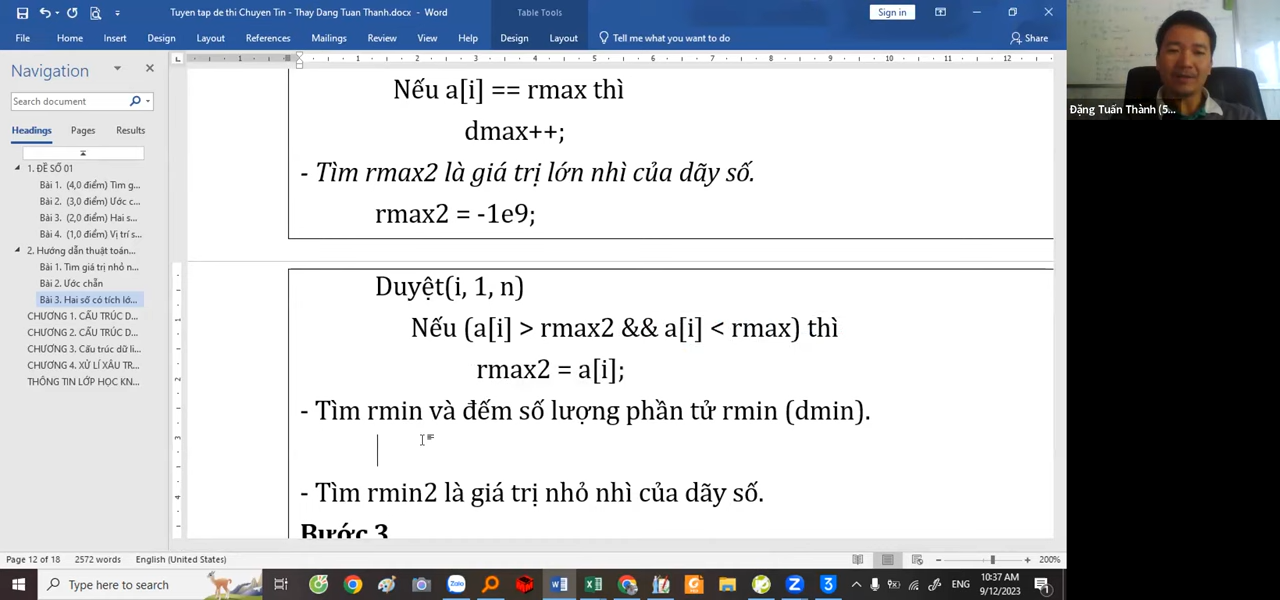 Tuyen tap de thi Chuyen Tin - Thay Dang Tuan Thanh.docx - Word
Table Tools
Sign in
File Home Insert Design Layout References Mailings Review View Help Design Layout Tell me what you want to do Share
Navigation
Search document
Headings Pages Results
1. ĐỀ SỐ 01
Bài 1. (4,0 điểm) Tìm g...
Bài 2. (3,0 điểm) Ước c...
Bài 3. (2,0 điểm) Hai s...
Bài 4. (1,0 điểm) Vị trí s...
2. Hướng dẫn thuật toán...
Bài 1. Tìm giá trị nhỏ n...
Bài 2. Ước chẵn
Bài 3. Hai số có tích lớ...
CHƯƠNG 1. CẤU TRÚC D...
CHƯƠNG 2. CẤU TRÚC D...
CHƯƠNG 3. Cấu trúc dữ li...
CHƯƠNG 4. XỬ LÍ XÂU TR...
THÔNG TIN LỚP HỌC KN...
Nếu a[i] == rmax thì
dmax++;
- Tìm rmax2 là giá trị lớn nhì của dãy số.
rmax2 = -1e9;
Duyệt(i, 1, n)
Nếu (a[i] > rmax2 && a[i] < rmax) thì
rmax2 = a[i];
- Tìm rmin và đếm số lượng phần tử rmin (dmin).
- Tìm rmin2 là giá trị nhỏ nhì của dãy số.
Bước 3
Đặng Tuấn Thành (5...
Page 12 of 18 2572 words English (United States) 200%
Type here to search
Zalo
ENG
10:37 AM
9/12/2023